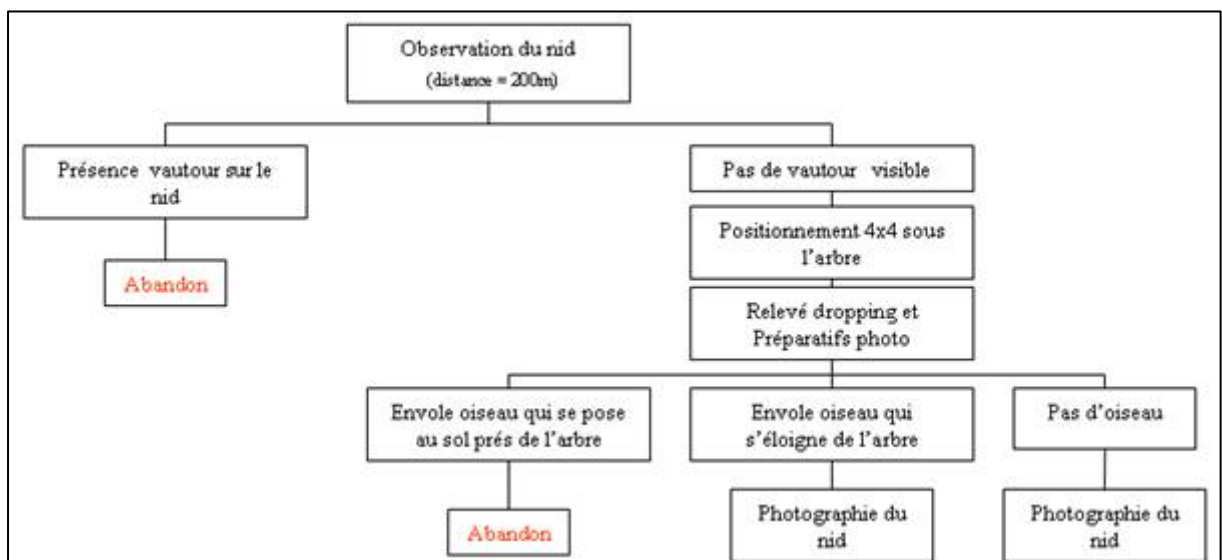 Observation du nid
(distance = 200m)
Présence vautour sur le
nid
Pas de vautour visible
Abandon
Positionnement 4x4 sous
l'arbre
Relevé dropping et
Préparatifs photo
Envole oiseau qui se pose
au sol prés de l'arbre
Envole oiseau qui
s'éloigne de l'arbre
Pas d'oiseau
Abandon
Photographie du
nid
Photographie du
nid